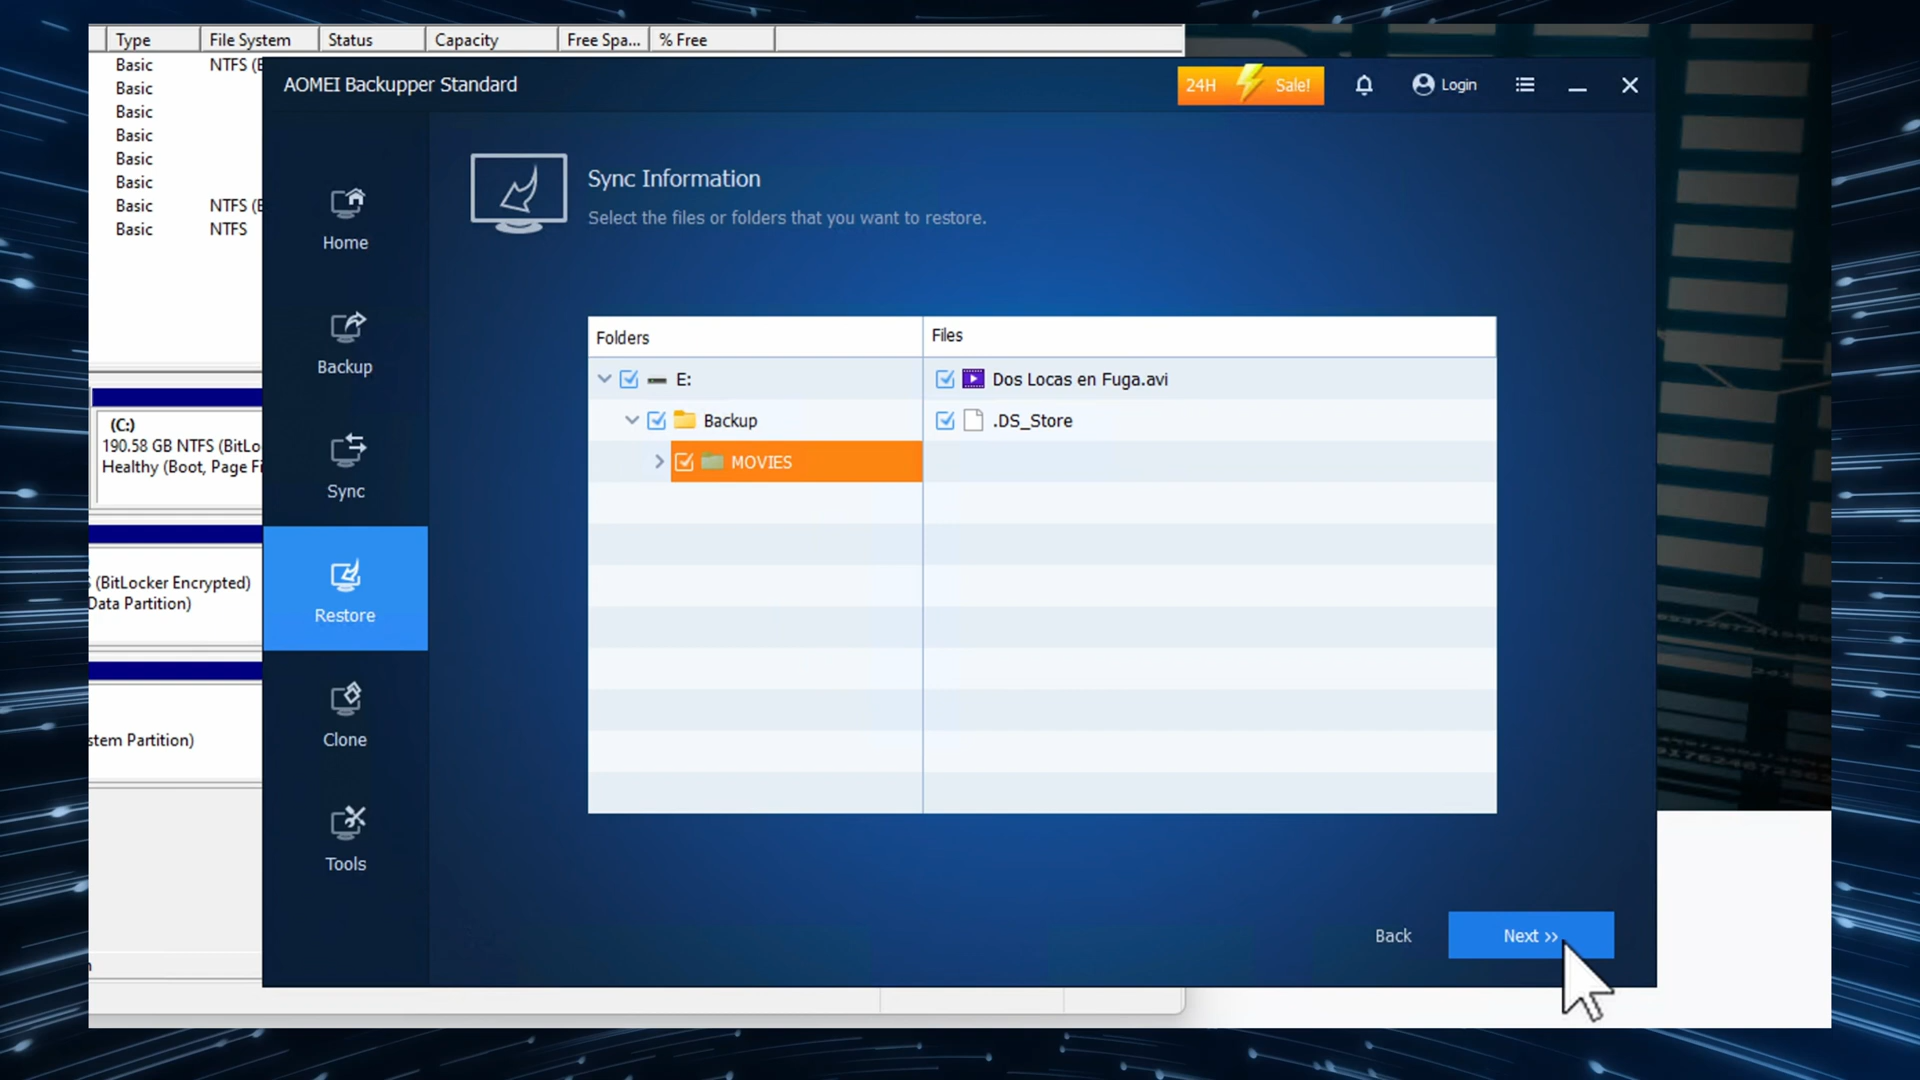 Type File System Status Capacity Free Spa... % Free
Basic NTFS (E
Basic
Basic
Basic
Basic
Basic
Basic NTFS (E
Basic NTFS
(C:)
190.58 GB NTFS (BitLo
Healthy (Boot, Page Fi
(BitLocker Encrypted)
Data Partition)
stem Partition)
AOMEI Backupper Standard
24H Sale!
Login
Home
Backup
Sync
Restore
Clone
Tools
Sync Information
Select the files or folders that you want to restore.
Folders Files
E: Dos Locas en Fuga.avi
Backup .DS_Store
MOVIES
Back Next >>